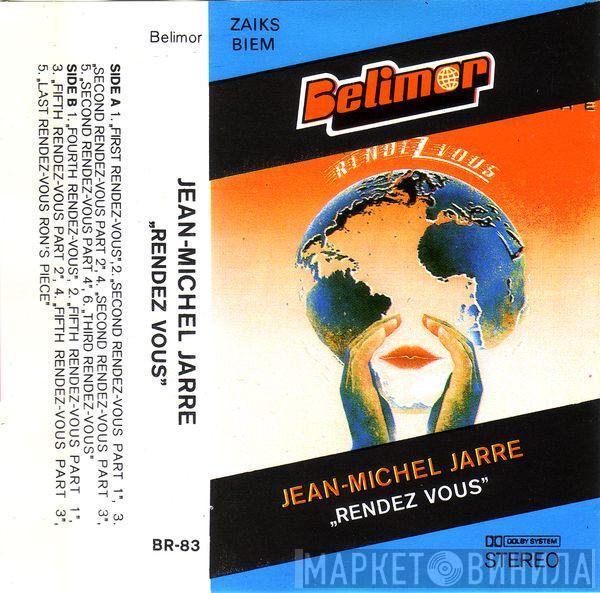 SIDE A 1. „FIRST RENDEZ-VOUS", 2. „SECOND RENDEZ-VOUS PART 1", 3.
„SECOND RENDEZ-VOUS PART 2", 4. „SECOND RENDEZ-VOUS PART 3",
5. „SECOND RENDEZ-VOUS PART 4", 6. „THIRD RENDEZ-VOUS"
SIDE B 1. „FOURTH RENDEZ-VOUS", 2. „FIFTH RENDEZ-VOUS PART 1",
3. „FIFTH RENDEZ-VOUS PART 2", 4. „FIFTH RENDEZ-VOUS PART 3",
5. „LAST RENDEZ-VOUS RON'S PIECE"
Belimor
JEAN-MICHEL JARRE
„RENDEZ VOUS"
BR-83
ZAIKS
BIEM
Belimor
RENDEZ VOUS
JEAN-MICHEL JARRE
„RENDEZ VOUS"
DOLBY SYSTEM
STEREO
МАРКЕТ ВИНИЛА